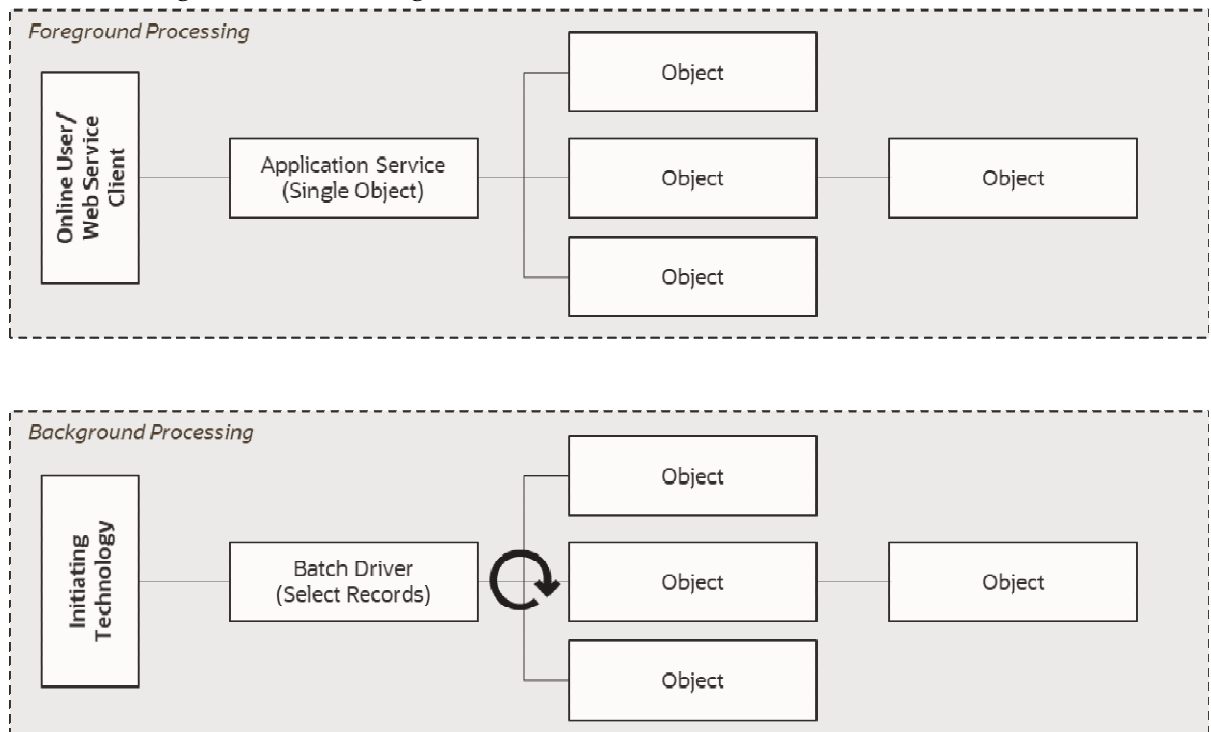 Foreground Processing
Online User/
Web Service
Client
Application Service
(Single Object)
Object
Object
Object
Object
Background Processing
Initiating
Technology
Batch Driver
(Select Records)
Object
Object
Object
Object